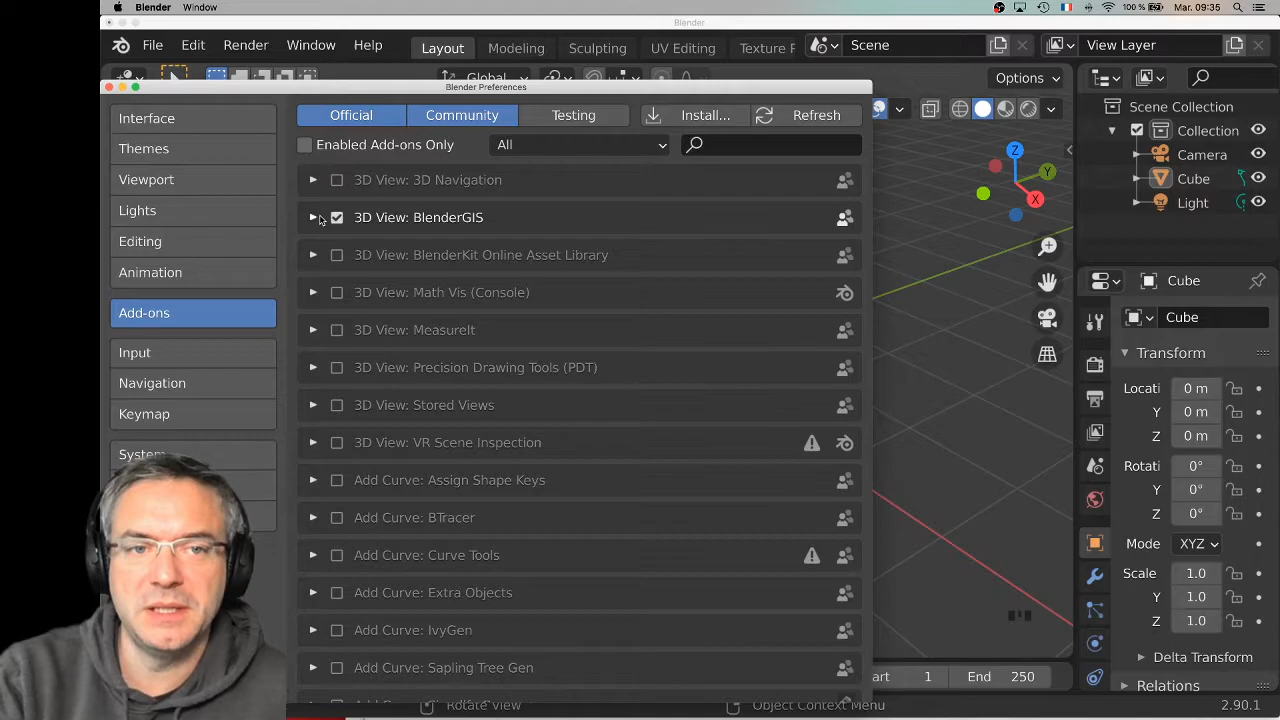 Blender Window 100 % Mar. 09:35
Blender
File Edit Render Window Help Layout Modeling Sculpting UV Editing Texture P Scene View Layer
Global Options
Blender Preferences
Interface
Themes
Viewport
Lights
Editing
Animation
Add-ons
Input
Navigation
Keymap
System
Official Community Testing Install... Refresh
Enabled Add-ons Only All
3D View: 3D Navigation
3D View: BlenderGIS
3D View: BlenderKit Online Asset Library
3D View: Math Vis (Console)
3D View: MeasureIt
3D View: Precision Drawing Tools (PDT)
3D View: Stored Views
3D View: VR Scene Inspection
Add Curve: Assign Shape Keys
Add Curve: BTracer
Add Curve: Curve Tools
Add Curve: Extra Objects
Add Curve: IvyGen
Add Curve: Sapling Tree Gen
Z
Y
X
Scene Collection
Collection
Camera
Cube
Light
Cube
Cube
Transform
Locati 0 m
Y 0 m
Z 0 m
Rotati 0°
Y 0°
Z 0°
Mode XYZ
Scale 1.0
Y 1.0
Z 1.0
Delta Transform
Relations
art 1 End 250
Rotate View Object Context Menu 2.90.1